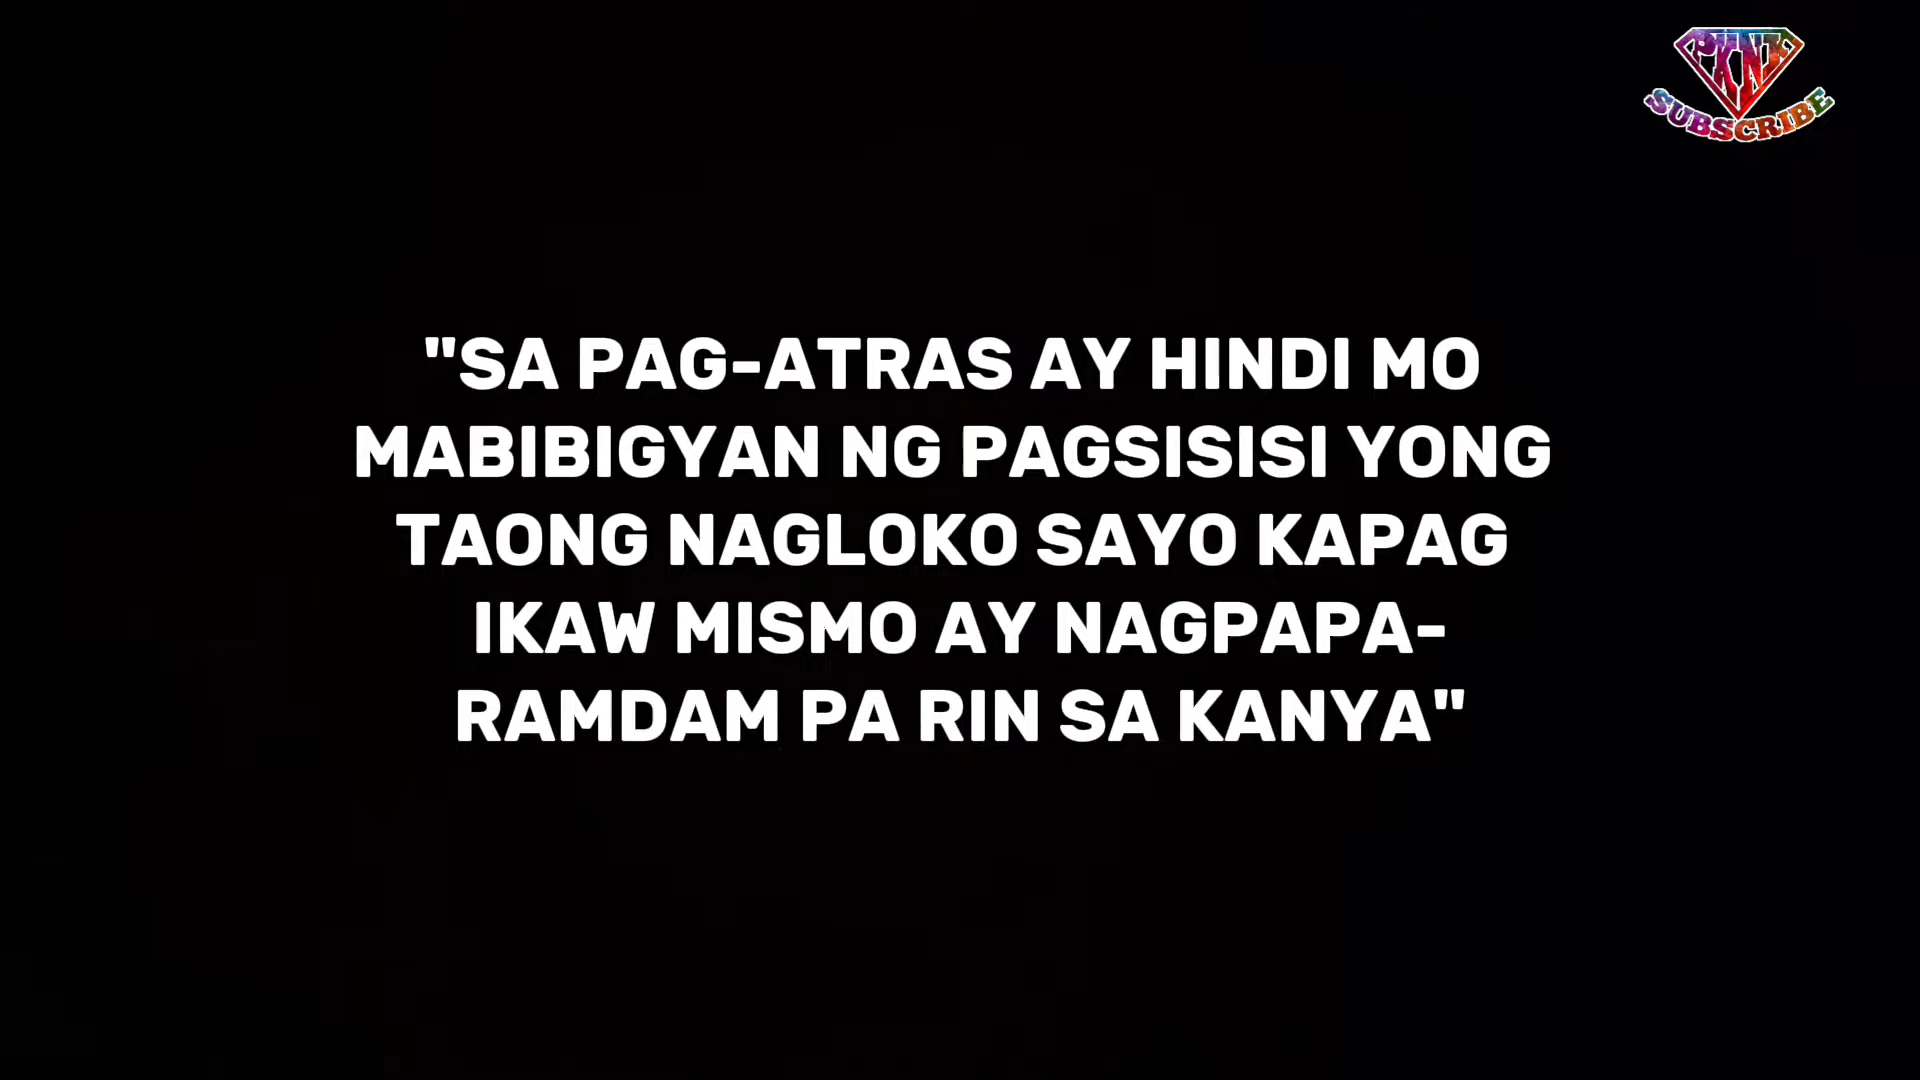 PKNK
SUBSCRIBE
"SA PAG-ATRAS AY HINDI MO
MABIBIGYAN NG PAGSISISI YONG
TAONG NAGLOKO SAYO KAPAG
IKAW MISMO AY NAGPAPA-
RAMDAM PA RIN SA KANYA"